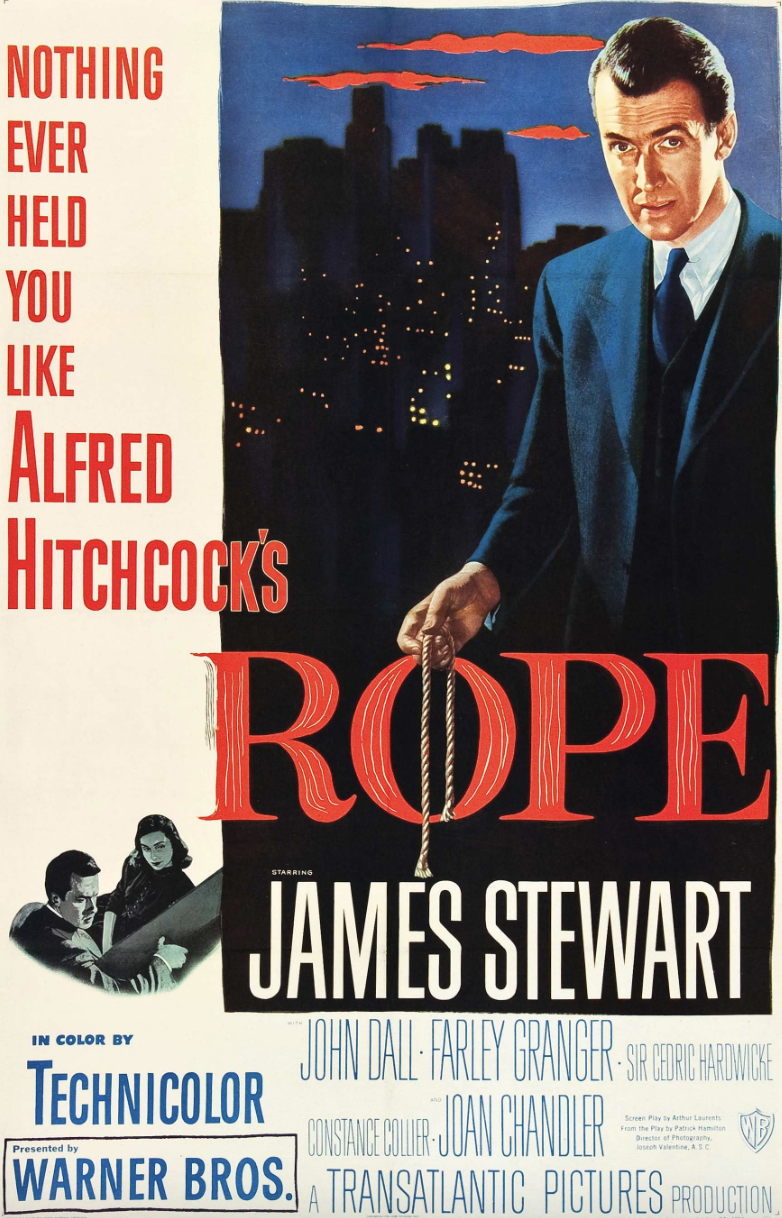 NOTHING
EVER
HELD
YOU
LIKE
ALFRED
HITCHCOCK'S
ROPE
STARRING
JAMES STEWART
WITH
JOHN DALL · FARLEY GRANGER · SIR CEDRIC HARDWICKE
CONSTANCE COLLIER · AND JOAN CHANDLER
IN COLOR BY
TECHNICOLOR
Presented by
WARNER BROS.
Screen Play by Arthur Laurents
From the Play by Patrick Hamilton
Director of Photography,
Joseph Valentine, A.S.C.
WB
A TRANSATLANTIC PICTURES PRODUCTION